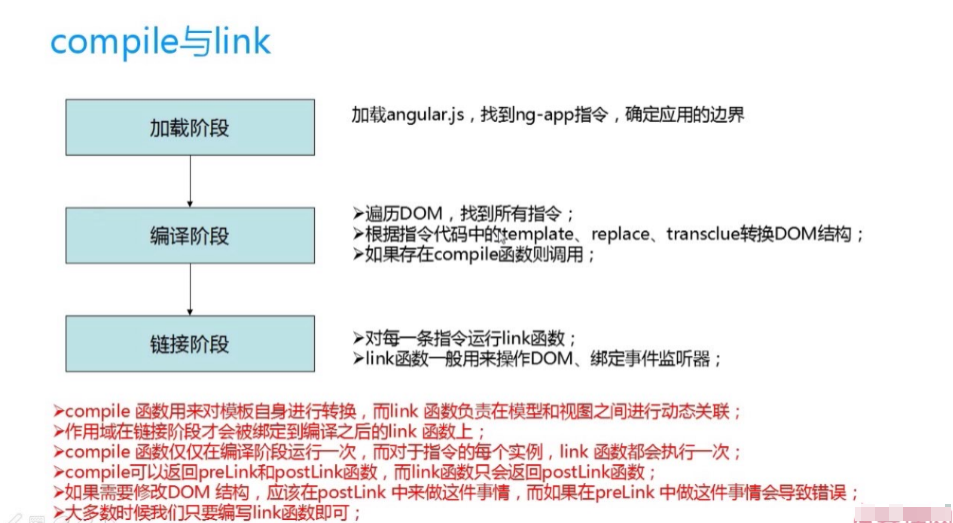 compile与link
加载阶段
加载angular.js，找到ng-app指令，确定应用的边界
编译阶段
➢遍历DOM，找到所有指令；
➢根据指令代码中的template、replace、transclue转换DOM结构；
➢如果存在compile函数则调用；
链接阶段
➢对每一条指令运行link函数；
➢link函数一般用来操作DOM、绑定事件监听器；
➢compile 函数用来对模板自身进行转换，而link 函数负责在模型和视图之间进行动态关联；
➢作用域在链接阶段才会被绑定到编译之后的link 函数上；
➢compile 函数仅仅在编译阶段运行一次，而对于指令的每个实例，link 函数都会执行一次；
➢compile可以返回preLink和postLink函数，而link函数只会返回postLink函数；
➢如果需要修改DOM 结构，应该在postLink 中来做这件事情，而如果在preLink 中做这件事情会导致错误；
➢大多数时候我们只要编写link函数即可；